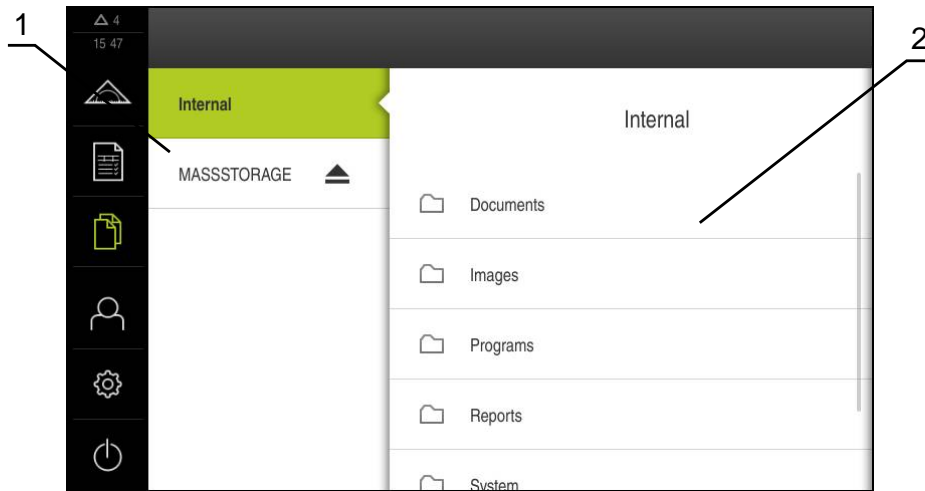 1
4
15 47
2
Internal
MASSSTORAGE
Internal
Documents
Images
Programs
Reports
System